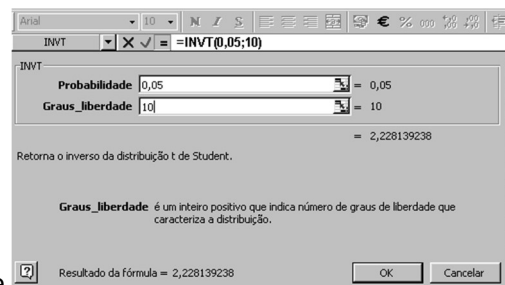 Arial 10 N I S € % 000
INVT =INVT(0,05;10)
INVT
Probabilidade 0,05 = 0,05
Graus_liberdade 10 = 10
= 2,228139238
Retorna o inverso da distribuição t de Student.
Graus_liberdade é um inteiro positivo que indica número de graus de liberdade que
caracteriza a distribuição.
Resultado da fórmula = 2,228139238 OK Cancelar